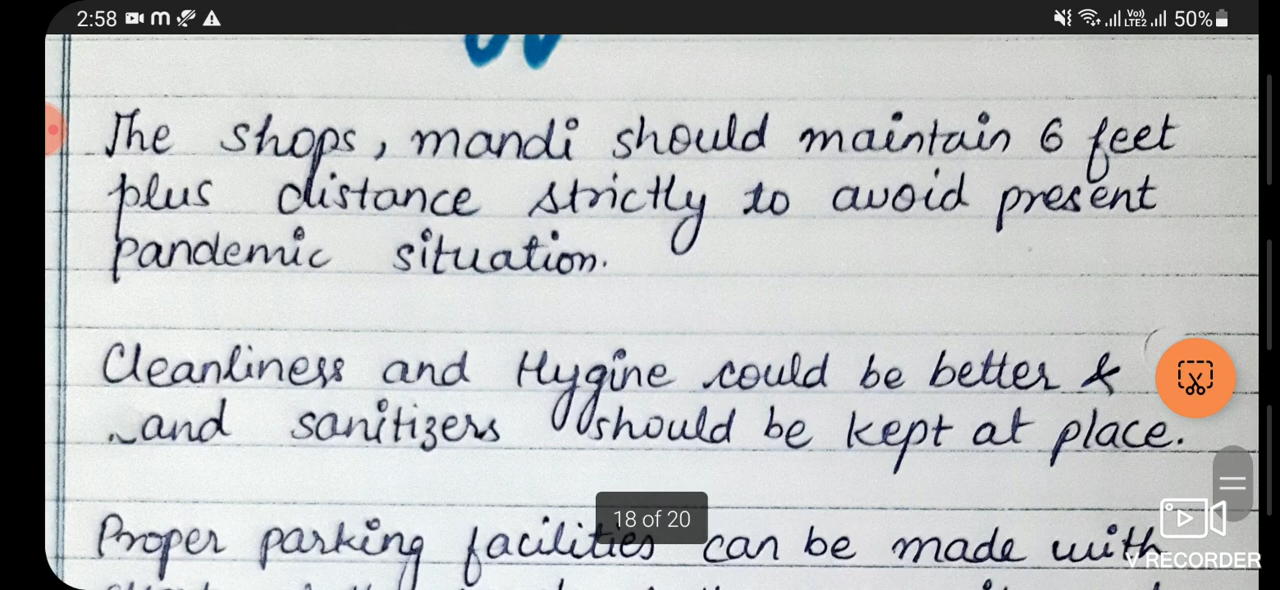 2:58
Vo))
LTE2
50%
The shops, mandi should maintain 6 feet
plus distance strictly to avoid present
pandemic situation.
Cleanliness and Hygine could be better &
and sanitizers should be kept at place.
18 of 20
Proper parking facilities can be made with
V RECORDER